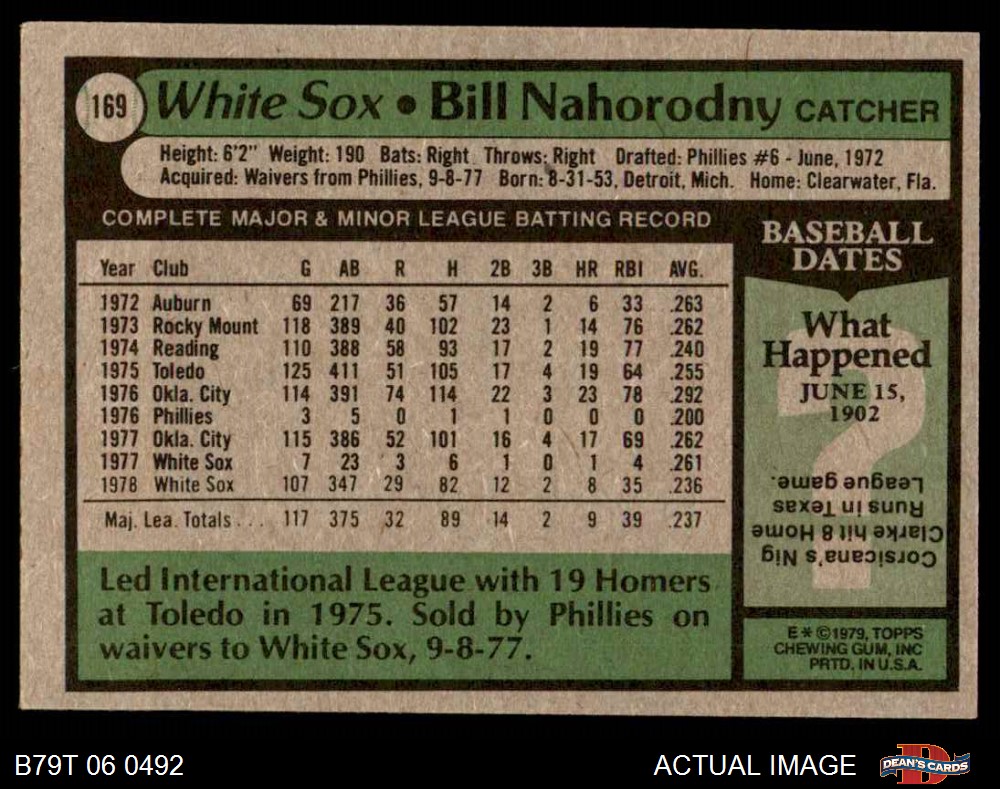 169 White Sox • Bill Nahorodny CATCHER
Height: 6'2" Weight: 190 Bats: Right Throws: Right Drafted: Phillies #6 - June, 1972
Acquired: Waivers from Phillies, 9-8-77 Born: 8-31-53, Detroit, Mich. Home: Clearwater, Fla.
COMPLETE MAJOR & MINOR LEAGUE BATTING RECORD
Year Club G AB R H 2B 3B HR RBI AVG.
1972 Auburn 69 217 36 57 14 2 6 33 .263
1973 Rocky Mount 118 389 40 102 23 1 14 76 .262
1974 Reading 110 388 58 93 17 2 19 77 .240
1975 Toledo 125 411 51 105 17 4 19 64 .255
1976 Okla. City 114 391 74 114 22 3 23 78 .292
1976 Phillies 3 5 0 1 1 0 0 0 .200
1977 Okla. City 115 386 52 101 16 4 17 69 .262
1977 White Sox 7 23 3 6 1 0 1 4 .261
1978 White Sox 107 347 29 82 12 2 8 35 .236
Maj. Lea. Totals . . . 117 375 32 89 14 2 9 39 .237
Led International League with 19 Homers
at Toledo in 1975. Sold by Phillies on
waivers to White Sox, 9-8-77.
BASEBALL
DATES
What
Happened
JUNE 15,
1902
?
Corsicana's Nig
Clarke hit 8 Home
Runs in Texas
League game.
E * ©1979, TOPPS
CHEWING GUM, INC
PRTD. IN U.S.A.
B79T 06 0492
ACTUAL IMAGE
D
DEAN'S CARDS